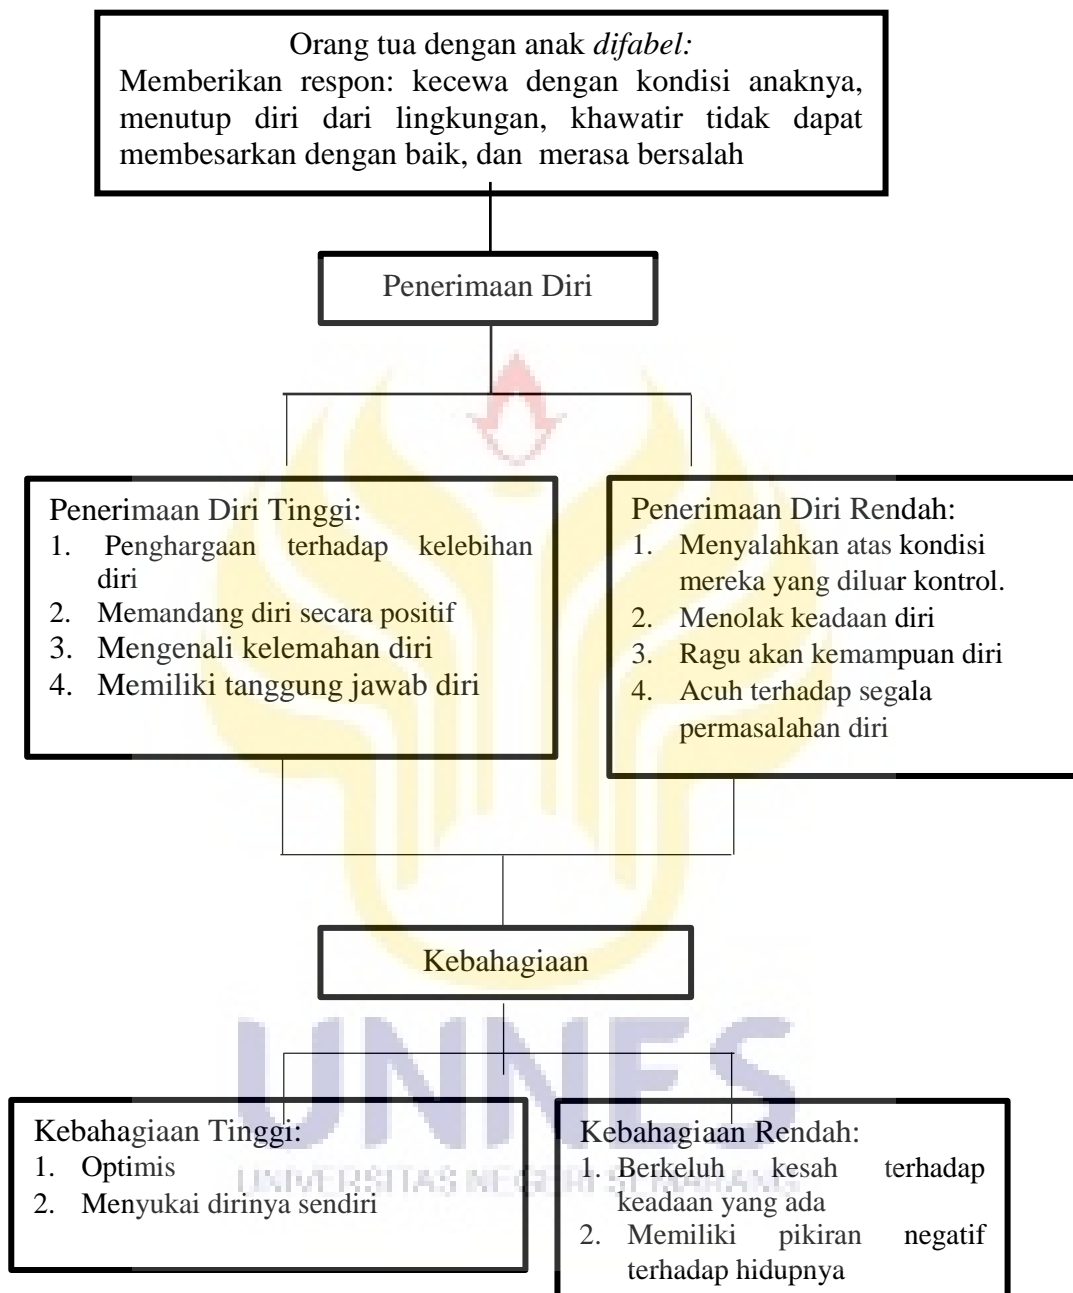 Orang tua dengan anak difabel:
Memberikan respon: kecewa dengan kondisi anaknya,
menutup diri dari lingkungan, khawatir tidak dapat
membesarkan dengan baik, dan merasa bersalah
Penerimaan Diri
Penerimaan Diri Tinggi:
1. Penghargaan terhadap kelebihan
diri
2. Memandang diri secara positif
3. Mengenali kelemahan diri
4. Memiliki tanggung jawab diri
Penerimaan Diri Rendah:
1. Menyalahkan atas kondisi
mereka yang diluar kontrol.
2. Menolak keadaan diri
3. Ragu akan kemampuan diri
4. Acuh terhadap segala
permasalahan diri
Kebahagiaan
UNNES
UNIVERSITAS NEGERI SEMARANG
Kebahagiaan Tinggi:
1. Optimis
2. Menyukai dirinya sendiri
Kebahagiaan Rendah:
1. Berkeluh kesah terhadap
keadaan yang ada
2. Memiliki pikiran negatif
terhadap hidupnya